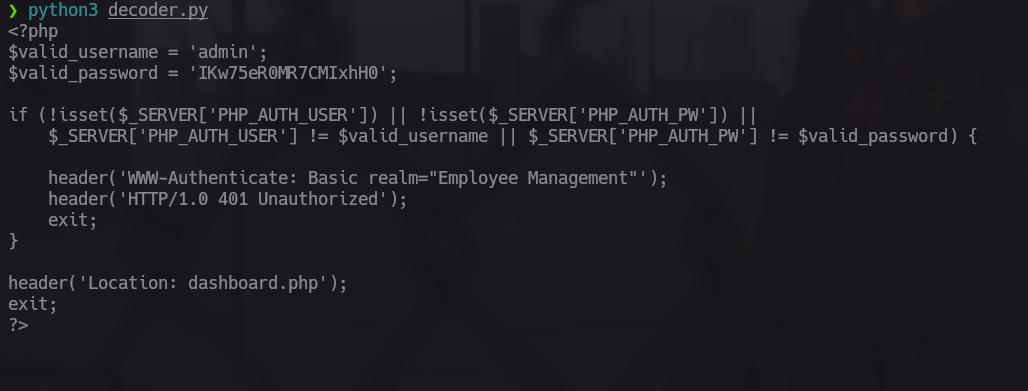 ❯ python3 decoder.py
<?php
$valid_username = 'admin';
$valid_password = 'IKw75eR0MR7CMIxhH0';

if (!isset($_SERVER['PHP_AUTH_USER']) || !isset($_SERVER['PHP_AUTH_PW']) ||
    $_SERVER['PHP_AUTH_USER'] != $valid_username || $_SERVER['PHP_AUTH_PW'] != $valid_password) {

    header('WWW-Authenticate: Basic realm="Employee Management"');
    header('HTTP/1.0 401 Unauthorized');
    exit;
}

header('Location: dashboard.php');
exit;
?>